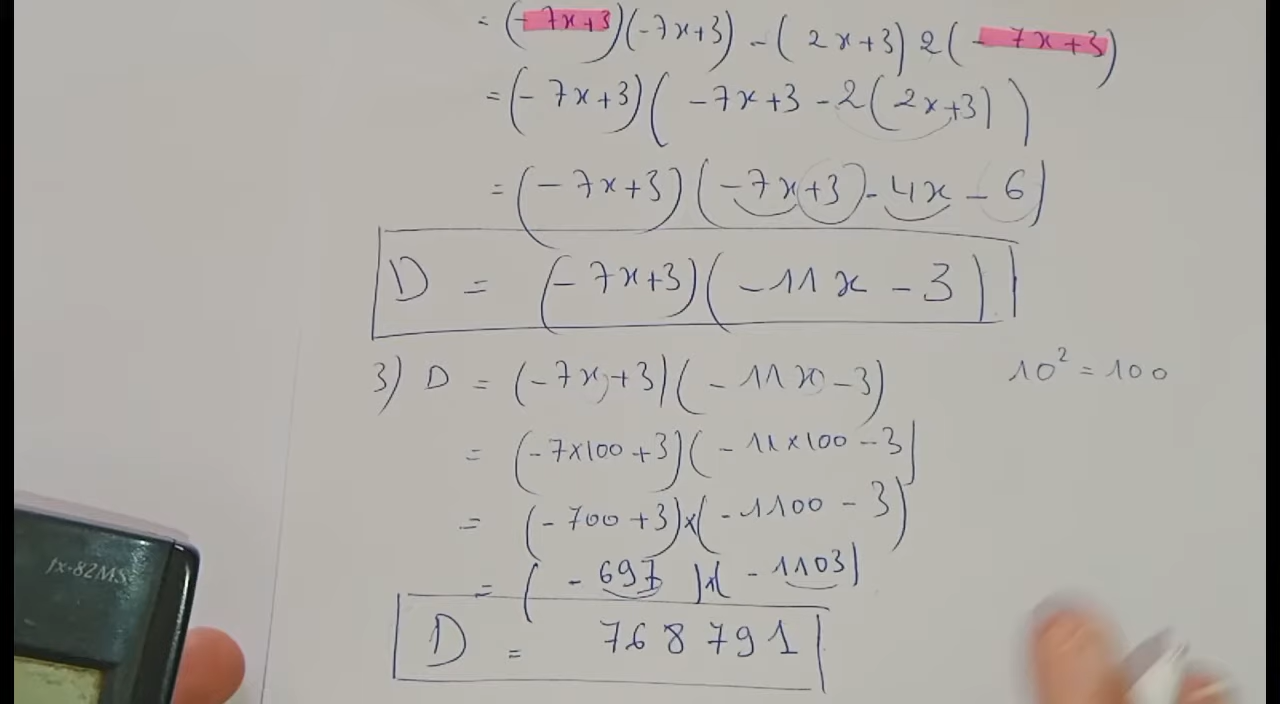 = (-7x+3)(-7x+3) - (2x+3) 2(-7x+3)
= (-7x+3)( -7x+3 - 2(2x+3) )
= (-7x+3)(-7x+3 - 4x - 6)
D = (-7x+3)(-11x - 3)
3) D = (-7x+3)(-11x - 3)
10² = 100
= (-7×100+3)(-11×100 - 3)
= (-700+3)×(-1100 - 3)
= (-697)×(-1103)
D = 768791
fx-82MS